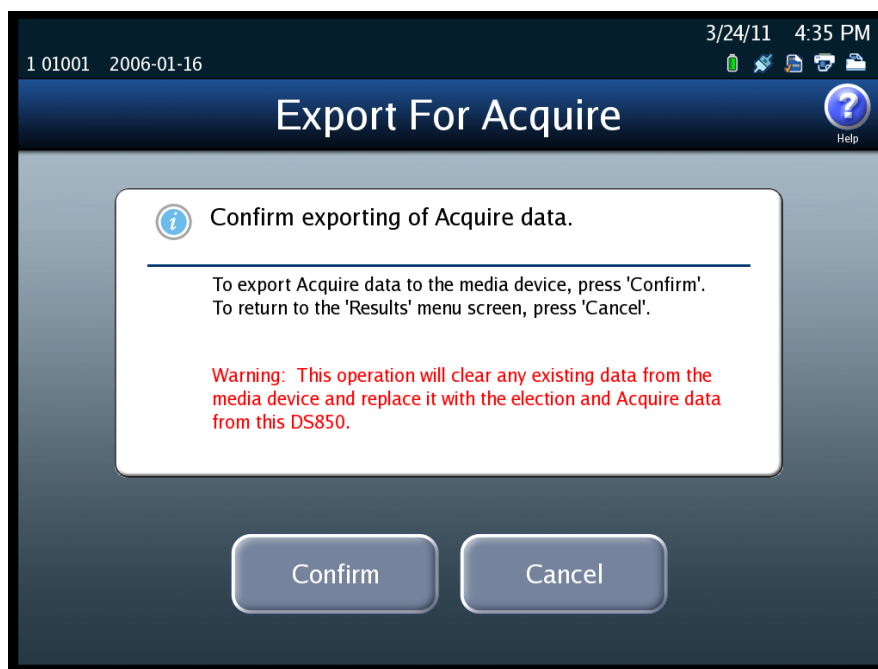 3/24/11 4:35 PM
1 01001 2006-01-16
Export For Acquire
Help
Confirm exporting of Acquire data.
To export Acquire data to the media device, press 'Confirm'.
To return to the 'Results' menu screen, press 'Cancel'.
Warning: This operation will clear any existing data from the
media device and replace it with the election and Acquire data
from this DS850.
Confirm Cancel